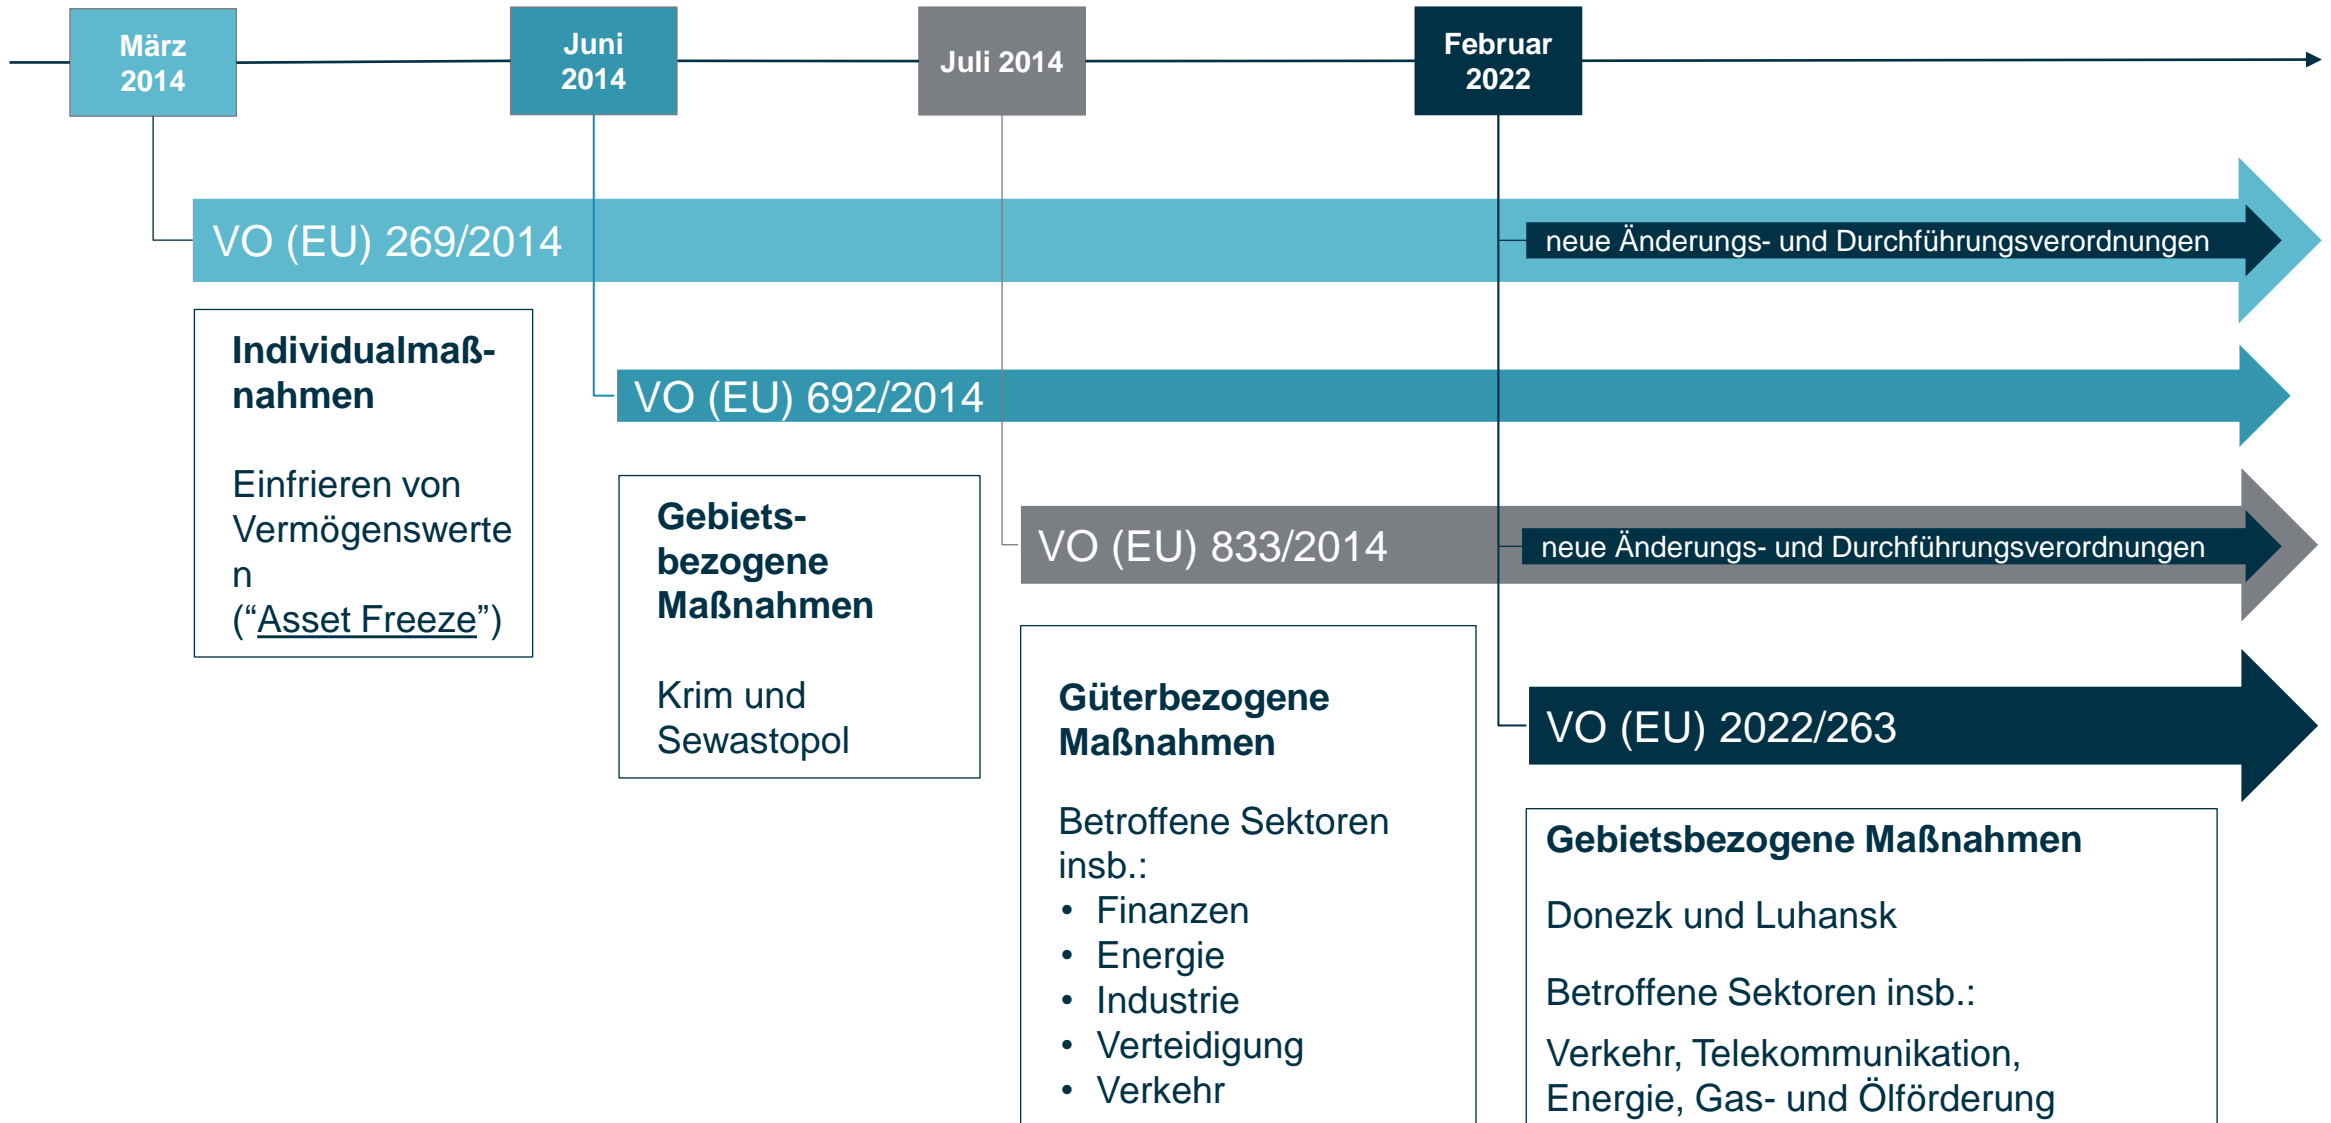 März
2014
Juni
2014
Juli 2014
Februar
2022
VO (EU) 269/2014
neue Änderungs- und Durchführungsverordnungen
Individualmaß-
nahmen
Einfrieren von
Vermögenswerte
n
(“Asset Freeze”)
VO (EU) 692/2014
Gebiets-
bezogene
Maßnahmen
Krim und
Sewastopol
VO (EU) 833/2014
neue Änderungs- und Durchführungsverordnungen
Güterbezogene
Maßnahmen
Betroffene Sektoren
insb.:
• Finanzen
• Energie
• Industrie
• Verteidigung
• Verkehr
VO (EU) 2022/263
Gebietsbezogene Maßnahmen
Donezk und Luhansk
Betroffene Sektoren insb.:
Verkehr, Telekommunikation,
Energie, Gas- und Ölförderung